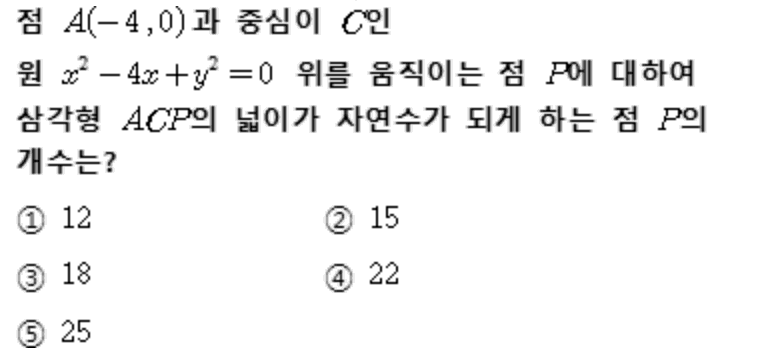 점 A(−4,0)과 중심이 C인
원 x² − 4x + y² = 0 위를 움직이는 점 P에 대하여
삼각형 ACP의 넓이가 자연수가 되게 하는 점 P의
개수는?
① 12 ② 15
③ 18 ④ 22
⑤ 25